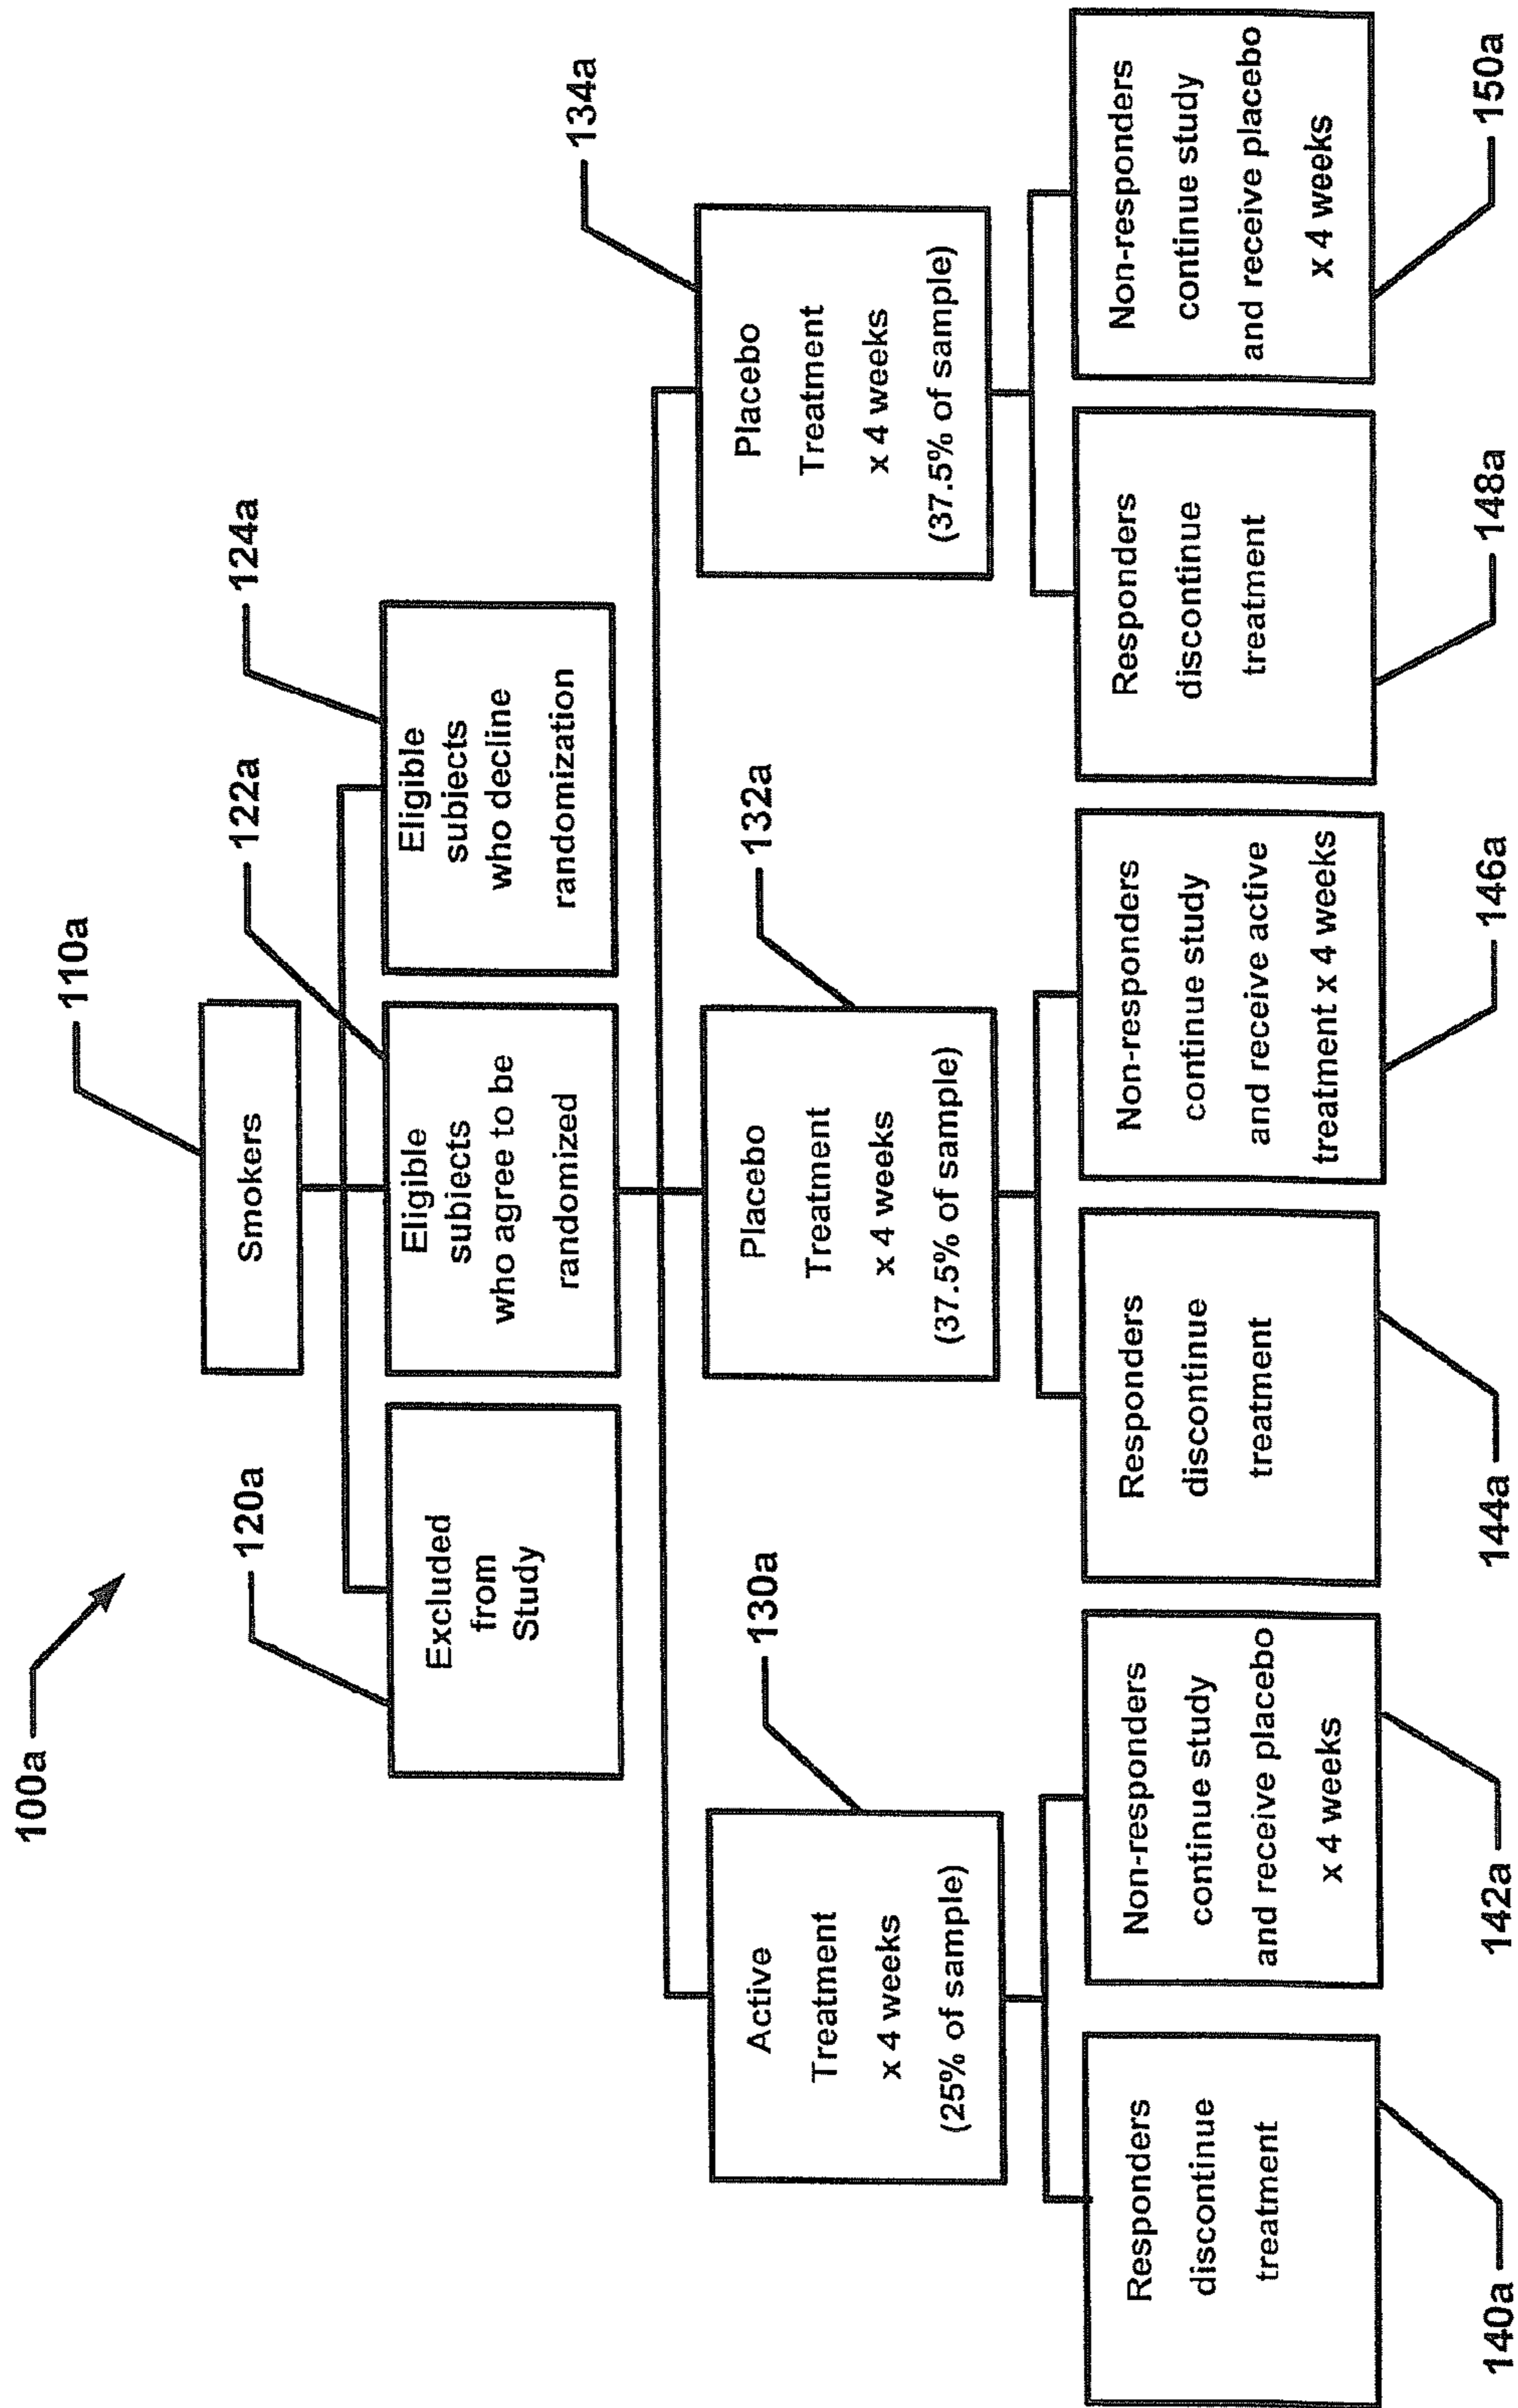 100a
110a
Smokers
120a
122a
124a
Excluded
from
Study
Eligible
subjects
who agree to be
randomized
Eligible
subjects
who decline
randomization
130a
132a
134a
Active
Treatment
x 4 weeks
(25% of sample)
Placebo
Treatment
x 4 weeks
(37.5% of sample)
Placebo
Treatment
x 4 weeks
(37.5% of sample)
Responders
discontinue
treatment
Non-responders
continue study
and receive placebo
x 4 weeks
Responders
discontinue
treatment
Non-responders
continue study
and receive active
treatment x 4 weeks
Responders
discontinue
treatment
Non-responders
continue study
and receive placebo
x 4 weeks
140a
142a
144a
146a
148a
150a